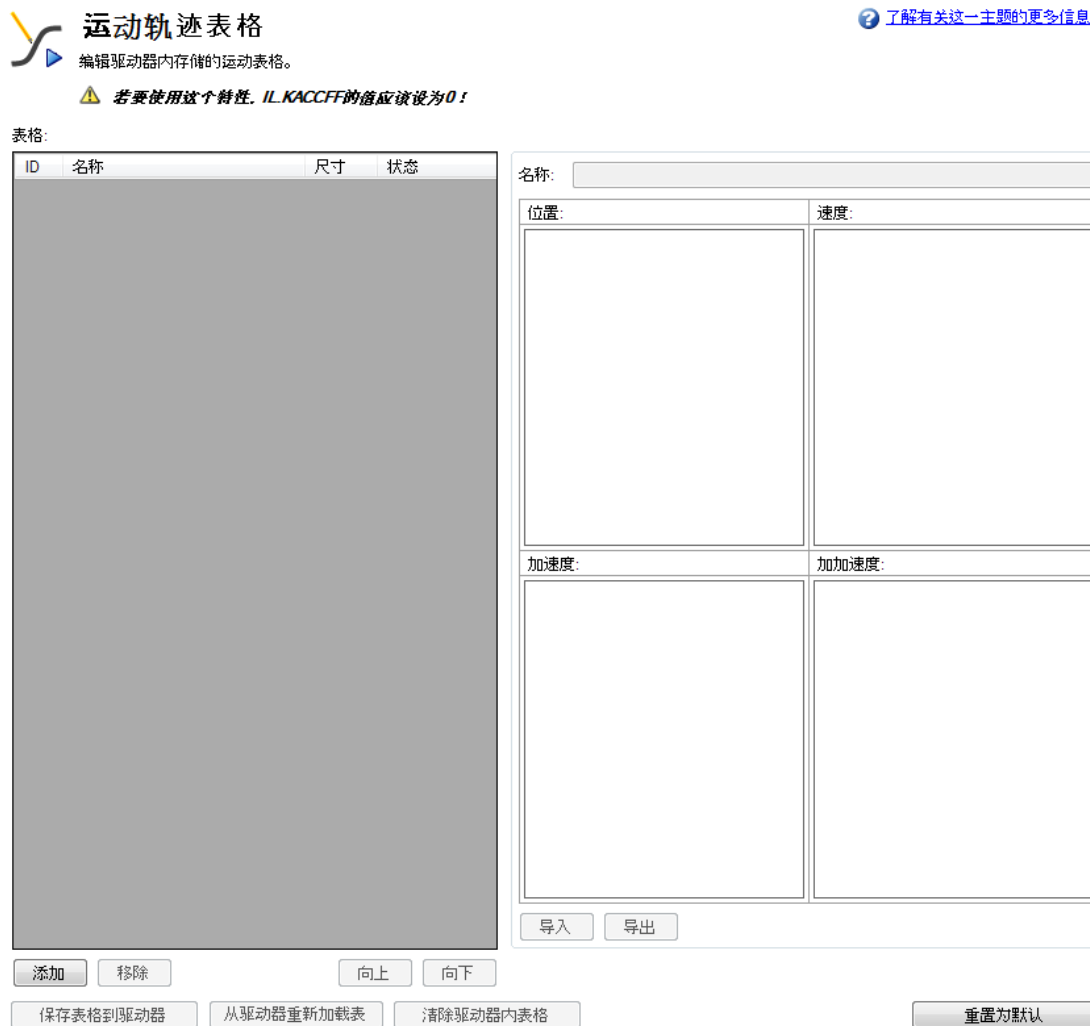 运动轨迹表格
了解有关这一主题的更多信息
编辑驱动器内存储的运动表格。
若要使用这个特性, IL.KACCFF的值应该设为0！
表格:
ID 名称 尺寸 状态
名称:
位置: 速度:
加速度: 加加速度:
导入 导出
添加 移除 向上 向下
保存表格到驱动器 从驱动器重新加载表 清除驱动器内表格 重置为默认